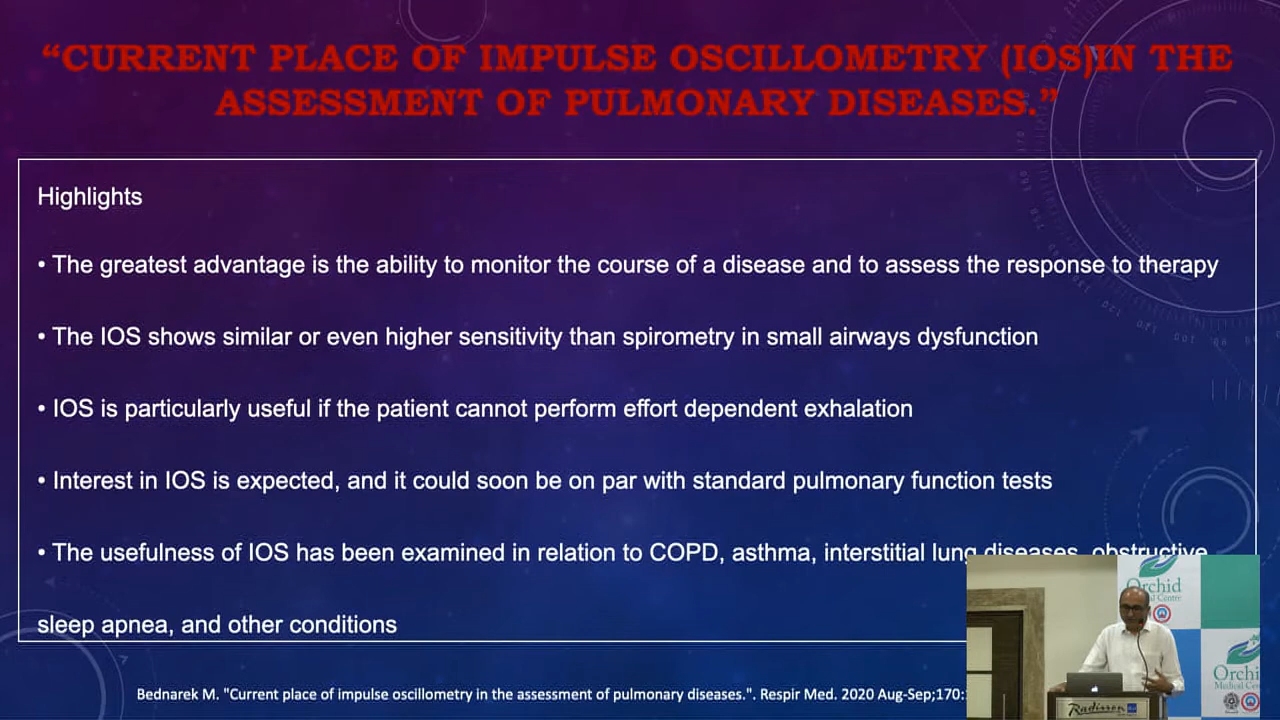 “CURRENT PLACE OF IMPULSE OSCILLOMETRY (IOS)IN THE
ASSESSMENT OF PULMONARY DISEASES.”
Highlights
• The greatest advantage is the ability to monitor the course of a disease and to assess the response to therapy
• The IOS shows similar or even higher sensitivity than spirometry in small airways dysfunction
• IOS is particularly useful if the patient cannot perform effort dependent exhalation
• Interest in IOS is expected, and it could soon be on par with standard pulmonary function tests
• The usefulness of IOS has been examined in relation to COPD, asthma, interstitial lung diseases, obstructive
sleep apnea, and other conditions
Bednarek M. "Current place of impulse oscillometry in the assessment of pulmonary diseases.". Respir Med. 2020 Aug-Sep;170:
Orchid
Centre
Orchid
Medical
Radisson